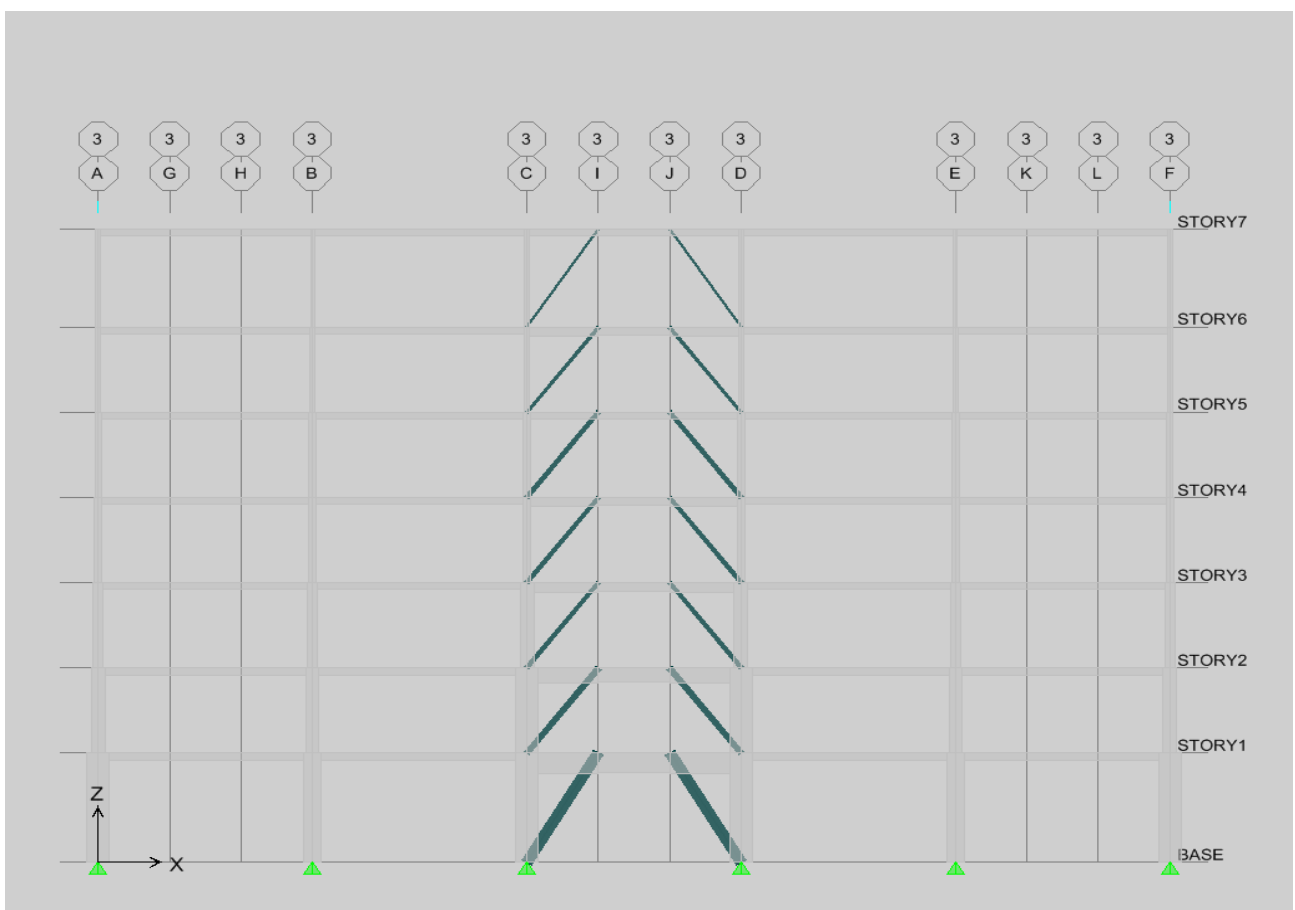 3 3 3 3 3 3 3 3 3 3 3 3
A G H B C I J D E K L F
STORY7
STORY6
STORY5
STORY4
STORY3
STORY2
STORY1
Z
X
BASE